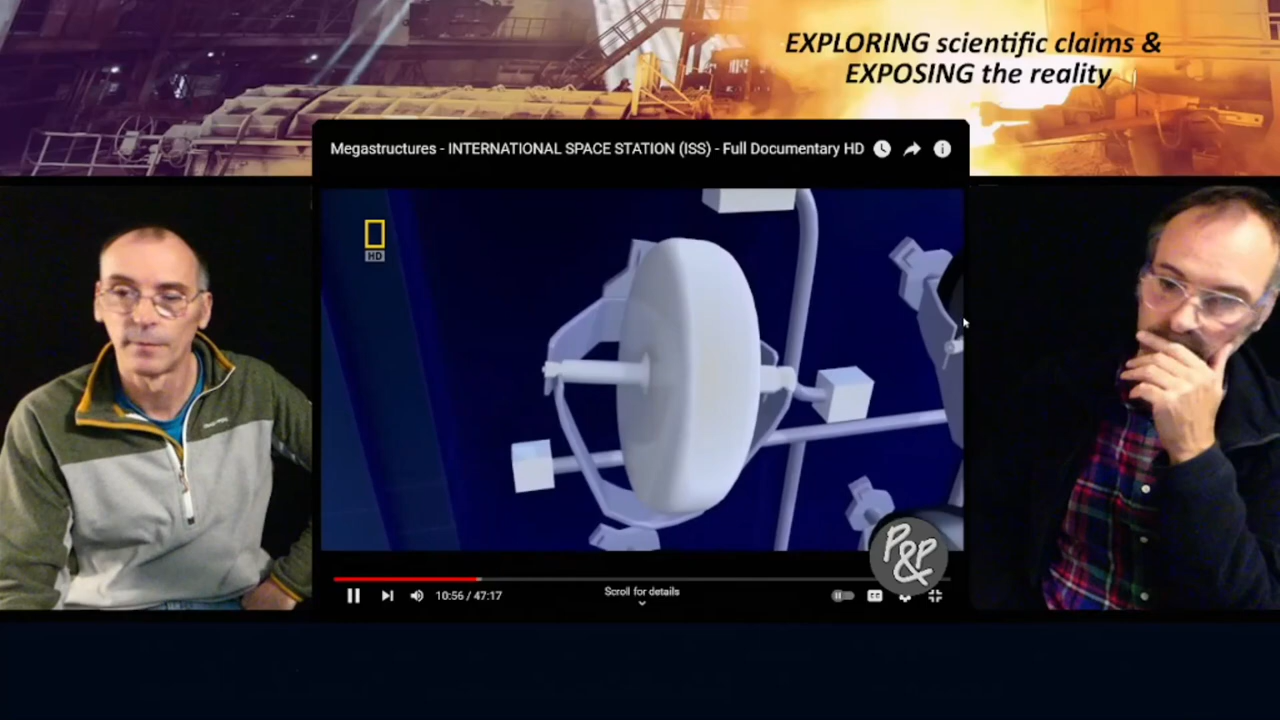 EXPLORING scientific claims &
EXPOSING the reality
Megastructures - INTERNATIONAL SPACE STATION (ISS) - Full Documentary HD
HD
P&P
10:56 / 47:17
Scroll for details
CC